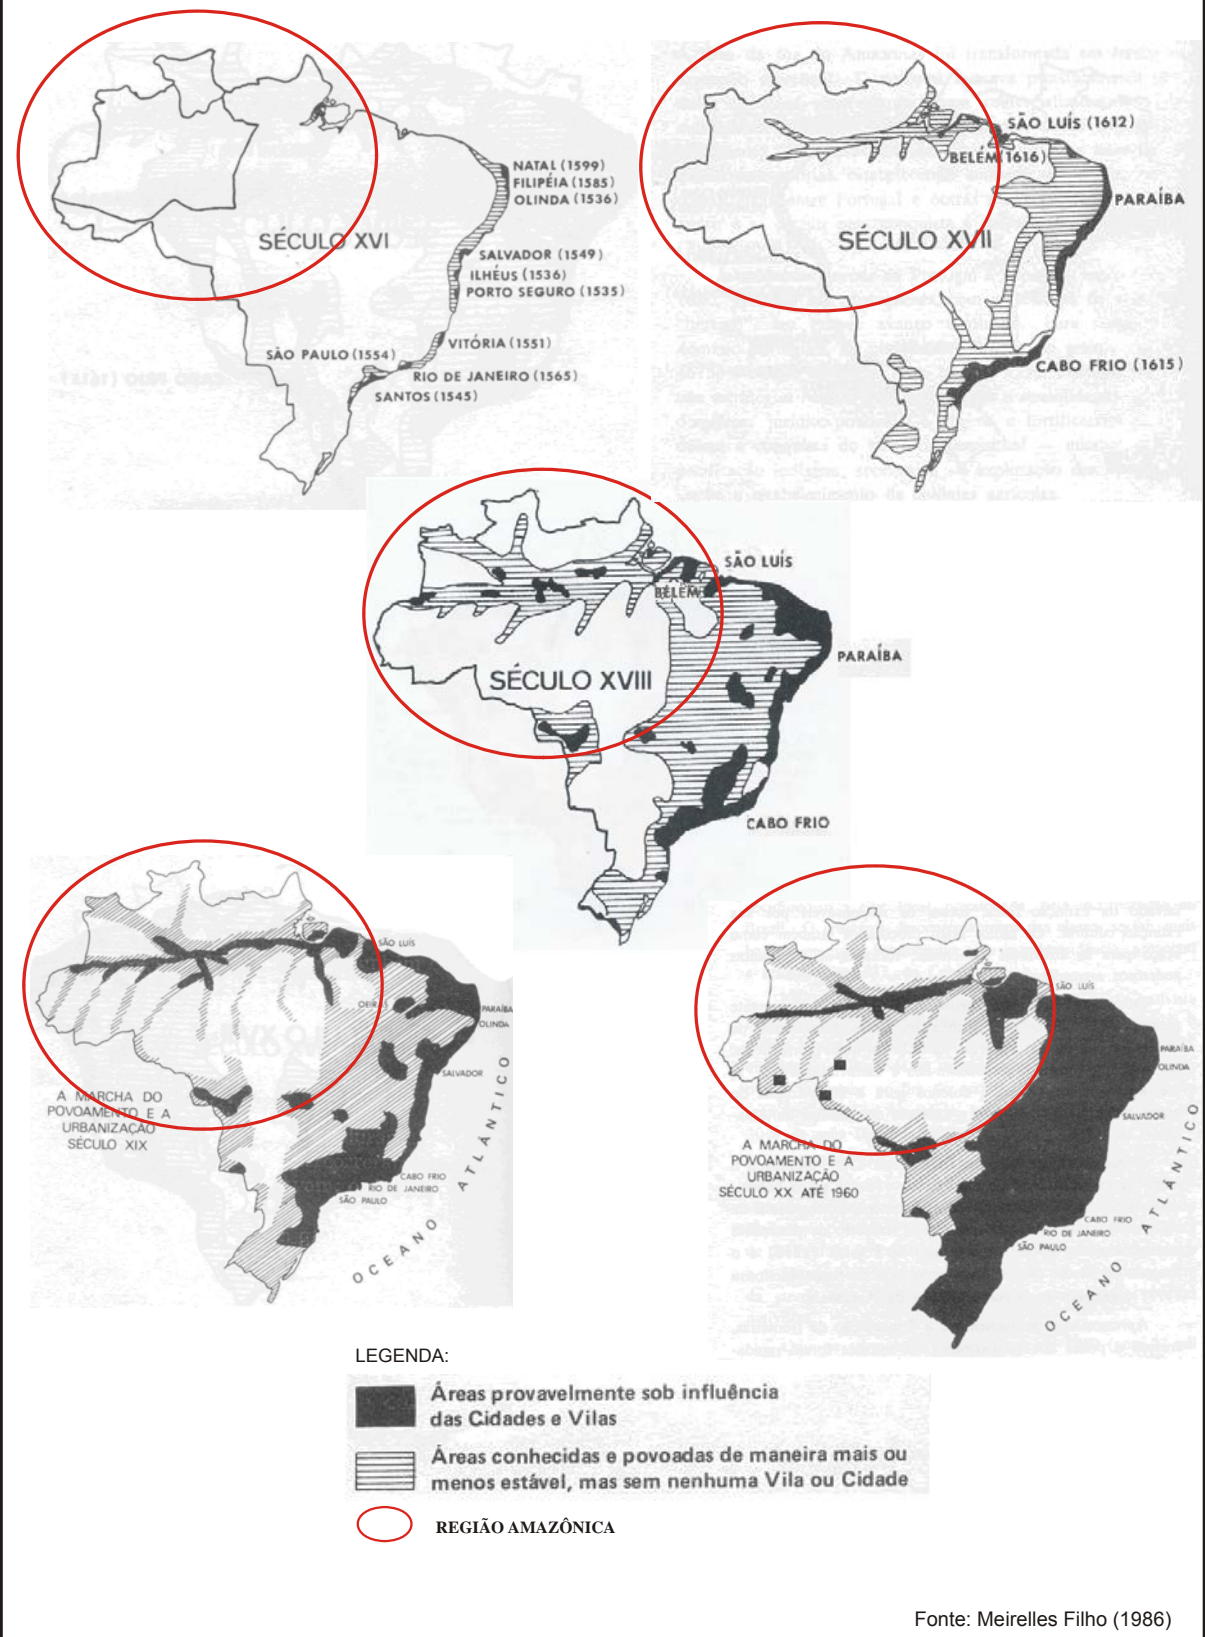 NATAL (1599)
FILIPÉIA (1585)
OLINDA (1536)
SÉCULO XVI
SALVADOR (1549)
ILHÉUS (1536)
PORTO SEGURO (1535)
VITÓRIA (1551)
SÃO PAULO (1554)
RIO DE JANEIRO (1565)
SANTOS (1545)
SÃO LUÍS (1612)
BELÉM (1616)
PARAÍBA
SÉCULO XVII
CABO FRIO (1615)
SÃO LUÍS
BÉLEM
PARAÍBA
SÉCULO XVIII
CABO FRIO
SÃO LUÍS
OEIRAS
PARAÍBA
OLINDA
SALVADOR
A MARCHA DO
POVOAMENTO E A
URBANIZAÇÃO
SÉCULO XIX
CABO FRIO
RIO DE JANEIRO
SÃO PAULO
OCEANO ATLÂNTICO
SÃO LUÍS
PARAÍBA
OLINDA
SALVADOR
A MARCHA DO
POVOAMENTO E A
URBANIZAÇÃO
SÉCULO XX ATÉ 1960
CABO FRIO
RIO DE JANEIRO
SÃO PAULO
OCEANO ATLÂNTICO
LEGENDA:
Áreas provavelmente sob influência
das Cidades e Vilas
Áreas conhecidas e povoadas de maneira mais ou
menos estável, mas sem nenhuma Vila ou Cidade
REGIÃO AMAZÔNICA
Fonte: Meirelles Filho (1986)